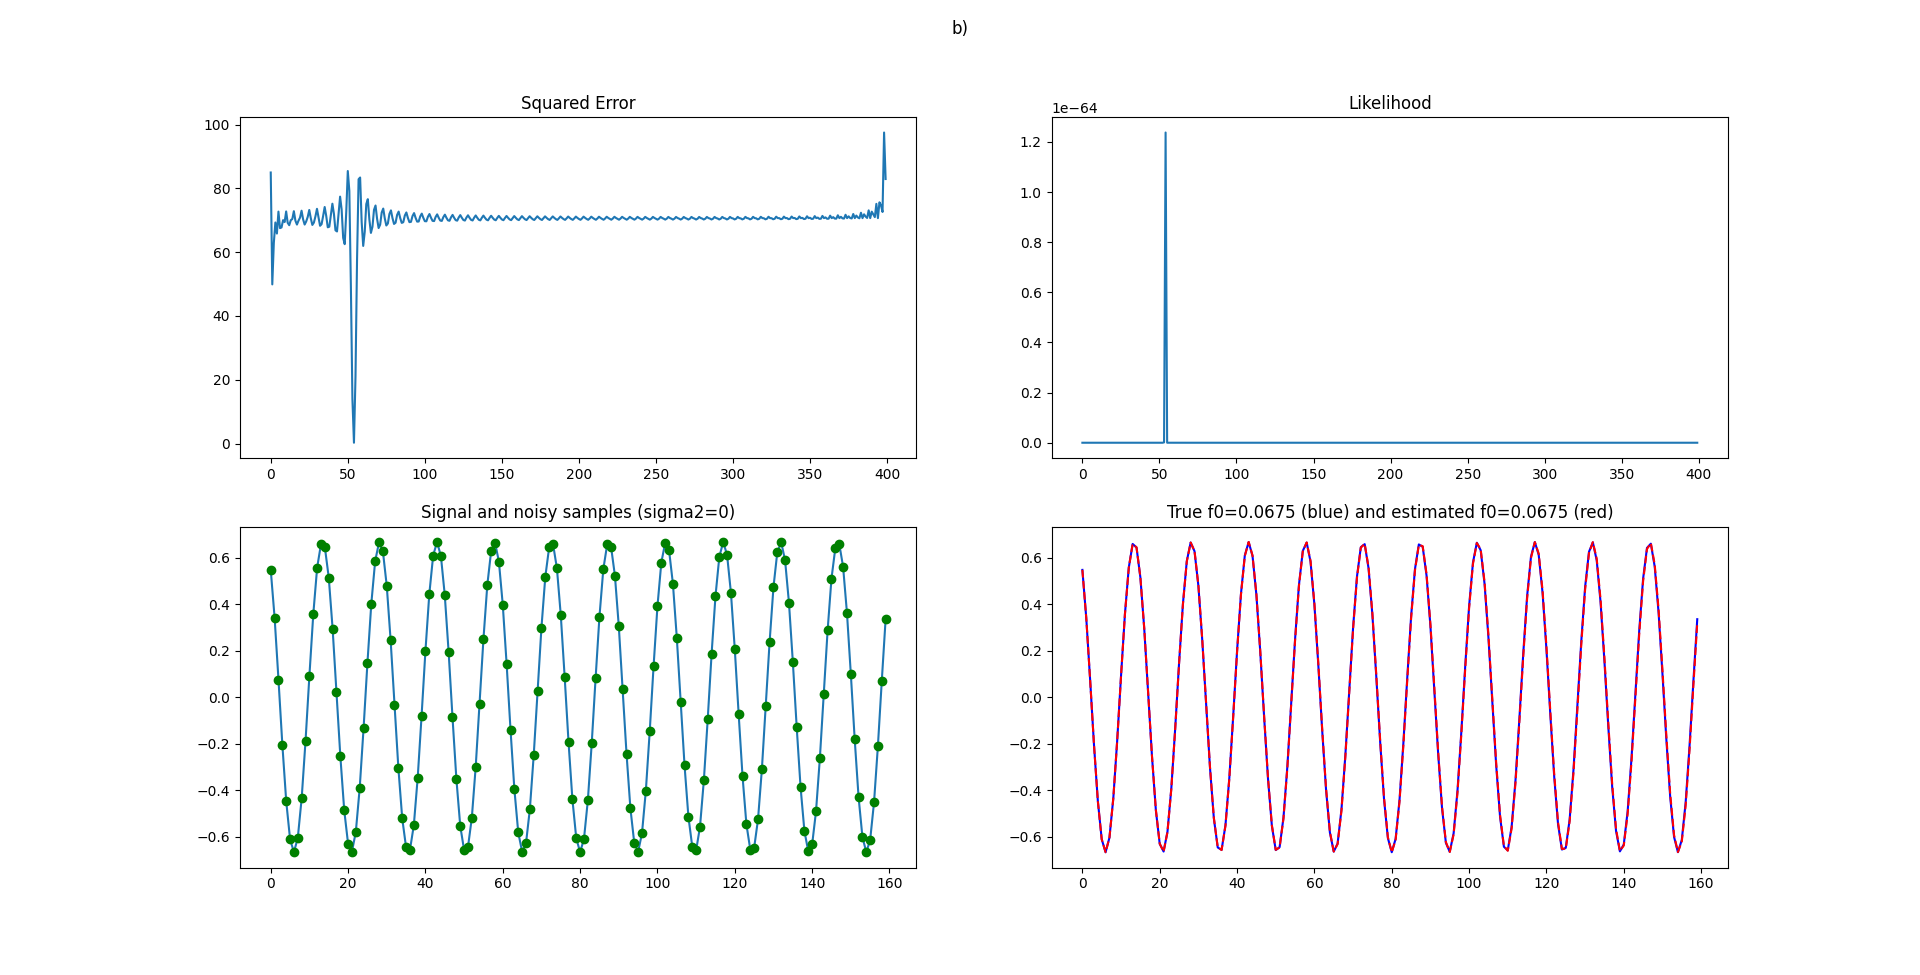 b)
Squared Error
100
80
60
40
20
0
0 50 100 150 200 250 300 350 400
Likelihood
1e−64
1.2
1.0
0.8
0.6
0.4
0.2
0.0
0 50 100 150 200 250 300 350 400
Signal and noisy samples (sigma2=0)
0.6
0.4
0.2
0.0
−0.2
−0.4
−0.6
0 20 40 60 80 100 120 140 160
True f0=0.0675 (blue) and estimated f0=0.0675 (red)
0.6
0.4
0.2
0.0
−0.2
−0.4
−0.6
0 20 40 60 80 100 120 140 160